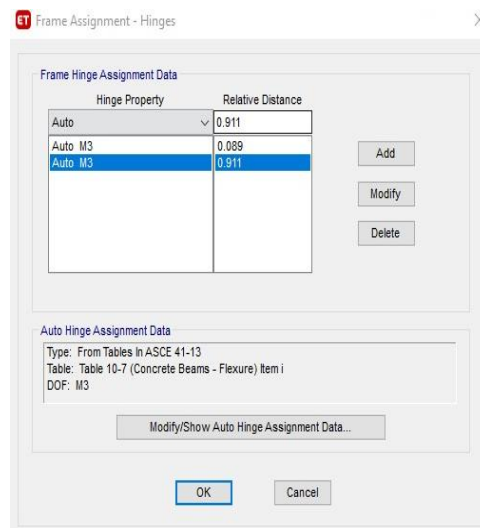 ET Frame Assignment - Hinges
Frame Hinge Assignment Data
Hinge Property Relative Distance
Auto 0.911
Auto M3 0.089
Auto M3 0.911
Add
Modify
Delete
Auto Hinge Assignment Data
Type: From Tables In ASCE 41-13
Table: Table 10-7 (Concrete Beams - Flexure) Item i
DOF: M3
Modify/Show Auto Hinge Assignment Data...
OK Cancel